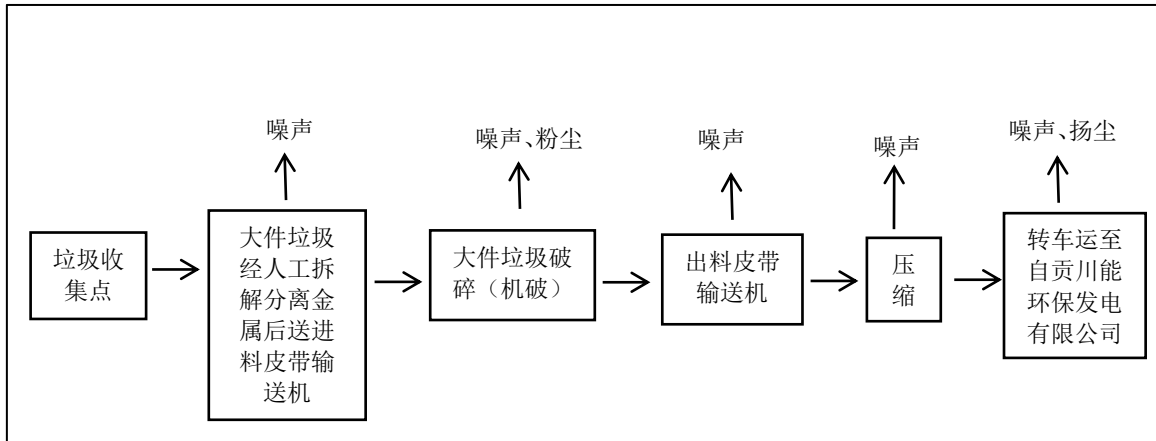 噪声
噪声、粉尘
噪声
噪声
噪声、扬尘
垃圾收
集点
大件垃圾
经人工拆
解分离金
属后送进
料皮带输
送机
大件垃圾破
碎（机破）
出料皮带
输送机
压
缩
转车运至
自贡川能
环保发电
有限公司